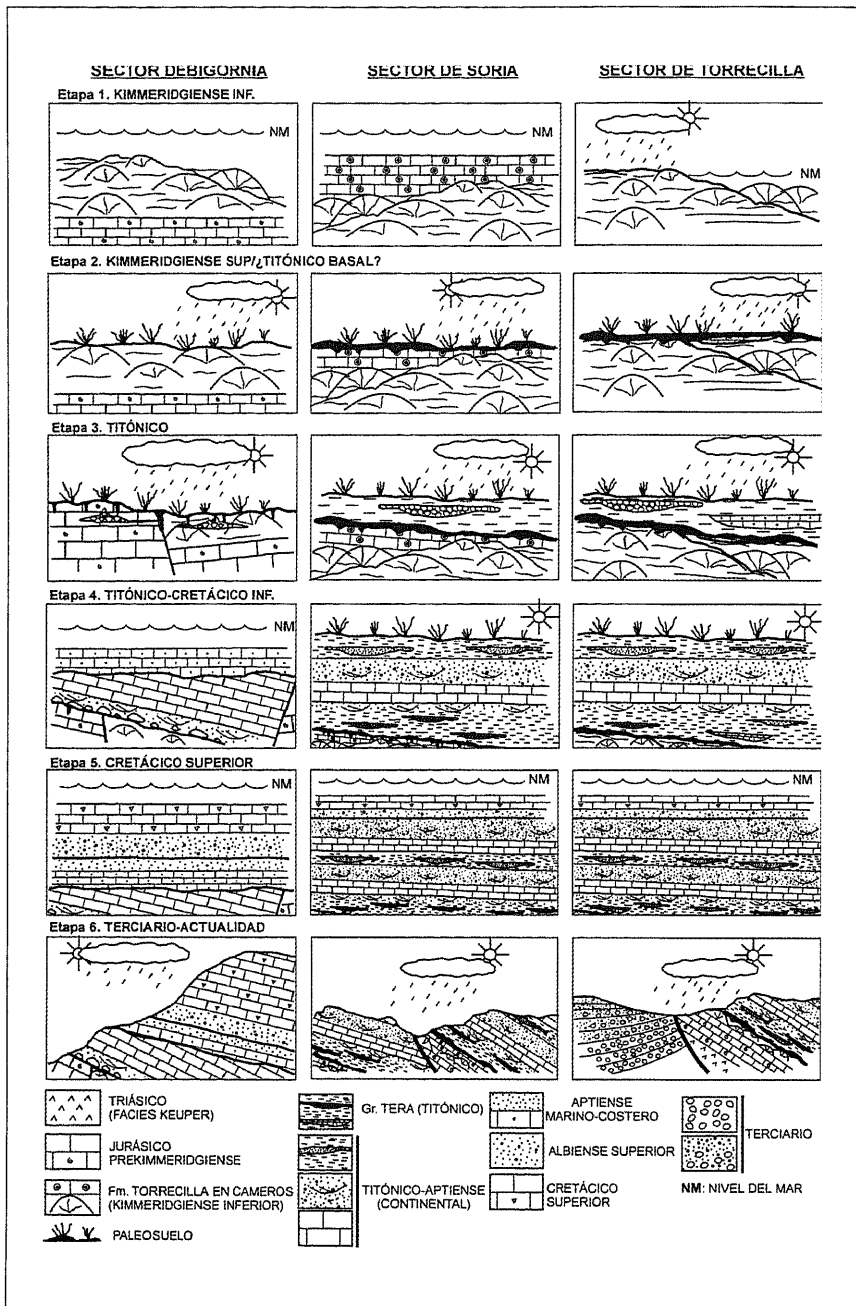 SECTOR DEBIGORNIA SECTOR DE SORIA SECTOR DE TORRECILLA
Etapa 1. KIMMERIDGIENSE INF.
NM NM NM
Etapa 2. KIMMERIDGIENSE SUP/¿TITÓNICO BASAL?
Etapa 3. TITÓNICO
Etapa 4. TITÓNICO-CRETÁCICO INF.
NM
Etapa 5. CRETÁCICO SUPERIOR
NM NM NM
Etapa 6. TERCIARIO-ACTUALIDAD
TRIÁSICO
(FACIES KEUPER)
JURÁSICO
PREKIMMERIDGIENSE
Fm. TORRECILLA EN CAMEROS
(KIMMERIDGIENSE INFERIOR)
PALEOSUELO
Gr. TERA (TITÓNICO)
TITÓNICO-APTIENSE
(CONTINENTAL)
APTIENSE
MARINO-COSTERO
ALBIENSE SUPERIOR
CRETÁCICO
SUPERIOR
TERCIARIO
NM: NIVEL DEL MAR